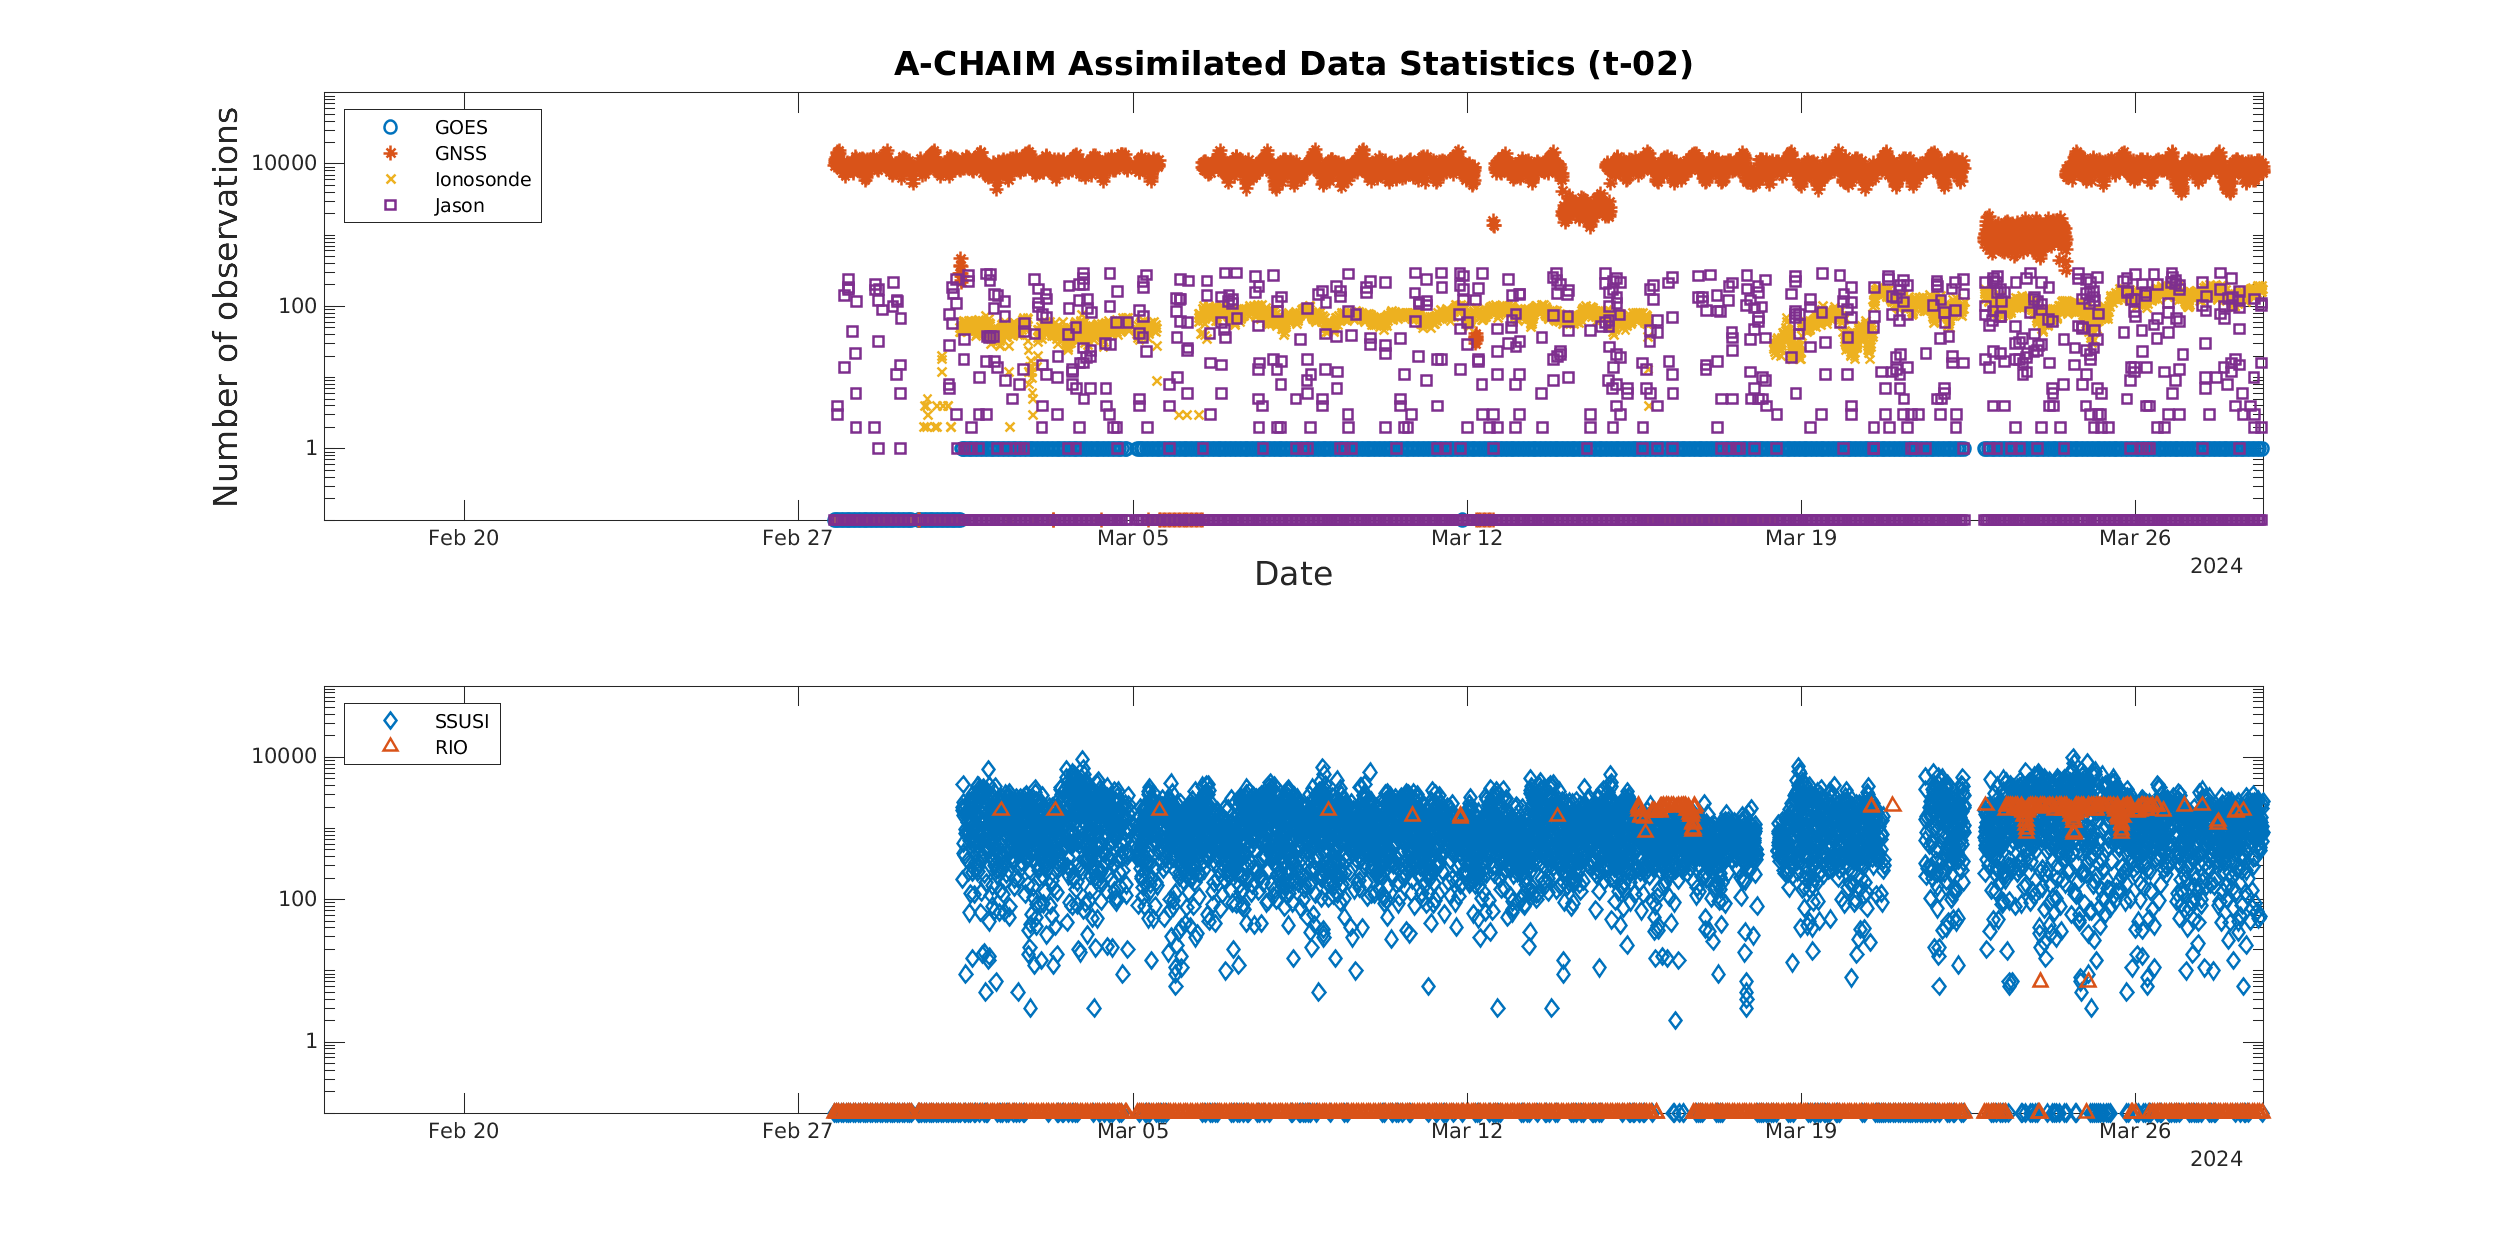 A-CHAIM Assimilated Data Statistics (t-02)
Number of observations
10000
100
1
GOES
GNSS
Ionosonde
Jason
Feb 20
Feb 27
Mar 05
Mar 12
Mar 19
Mar 26
2024
Date
10000
100
1
SSUSI
RIO
Feb 20
Feb 27
Mar 05
Mar 12
Mar 19
Mar 26
2024